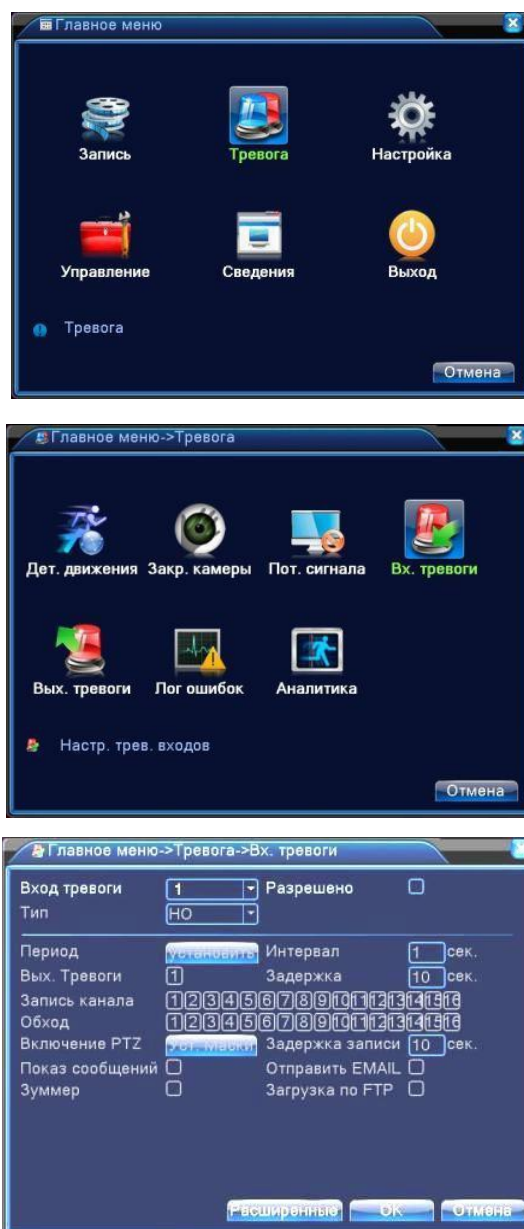 Главное меню
Запись Тревога Настройка
Управление Сведения Выход
Тревога
Отмена
Главное меню->Тревога
Дет. движения Закр. камеры Пот. сигнала Вх. тревоги
Вых. тревоги Лог ошибок Аналитика
Настр. трев. входов
Отмена
Главное меню->Тревога->Вх. тревоги
Вход тревоги 1 Разрешено
Тип НО
Период установить Интервал 1 сек.
Вых. Тревоги 1 Задержка 10 сек.
Запись канала 1 2 3 4 5 6 7 8 9 10 11 12 13 14 15 16
Обход 1 2 3 4 5 6 7 8 9 10 11 12 13 14 15 16
Включение PTZ Уст. маски Задержка записи 10 сек.
Показ сообщений Отправить EMAIL
Зуммер Загрузка по FTP
Расширенные OK Отмена